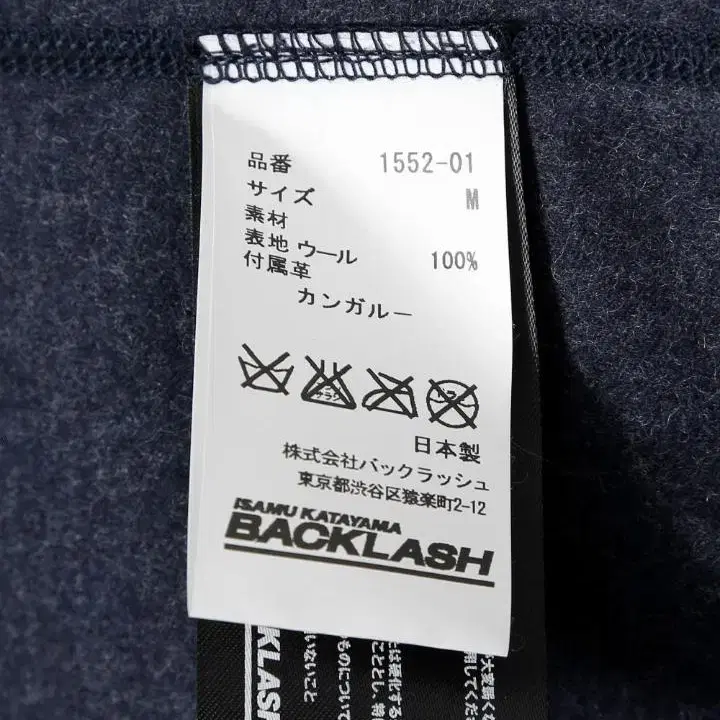 品番 1552-01
サイズ M
素材
表地 ウール 100%
付属革
カンガルー
日本製
株式会社バックラッシュ
東京都渋谷区猿楽町2-12
ISAMU KATAYAMA
BACKLASH